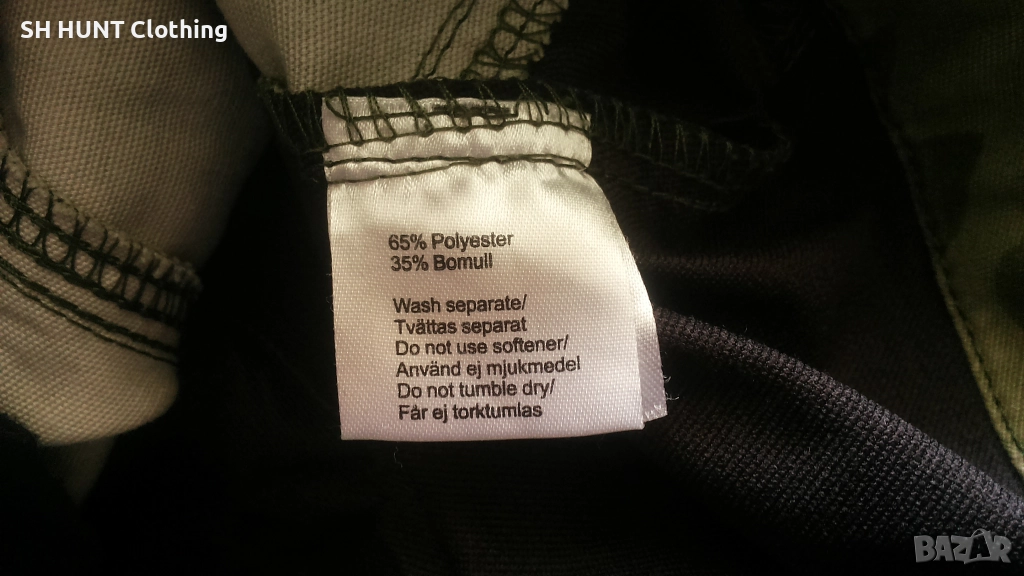 SH HUNT Clothing
65% Polyester
35% Bomull
Wash separate/
Tvättas separat
Do not use softener/
Använd ej mjukmedel
Do not tumble dry/
Får ej torktumlas
BAZAR